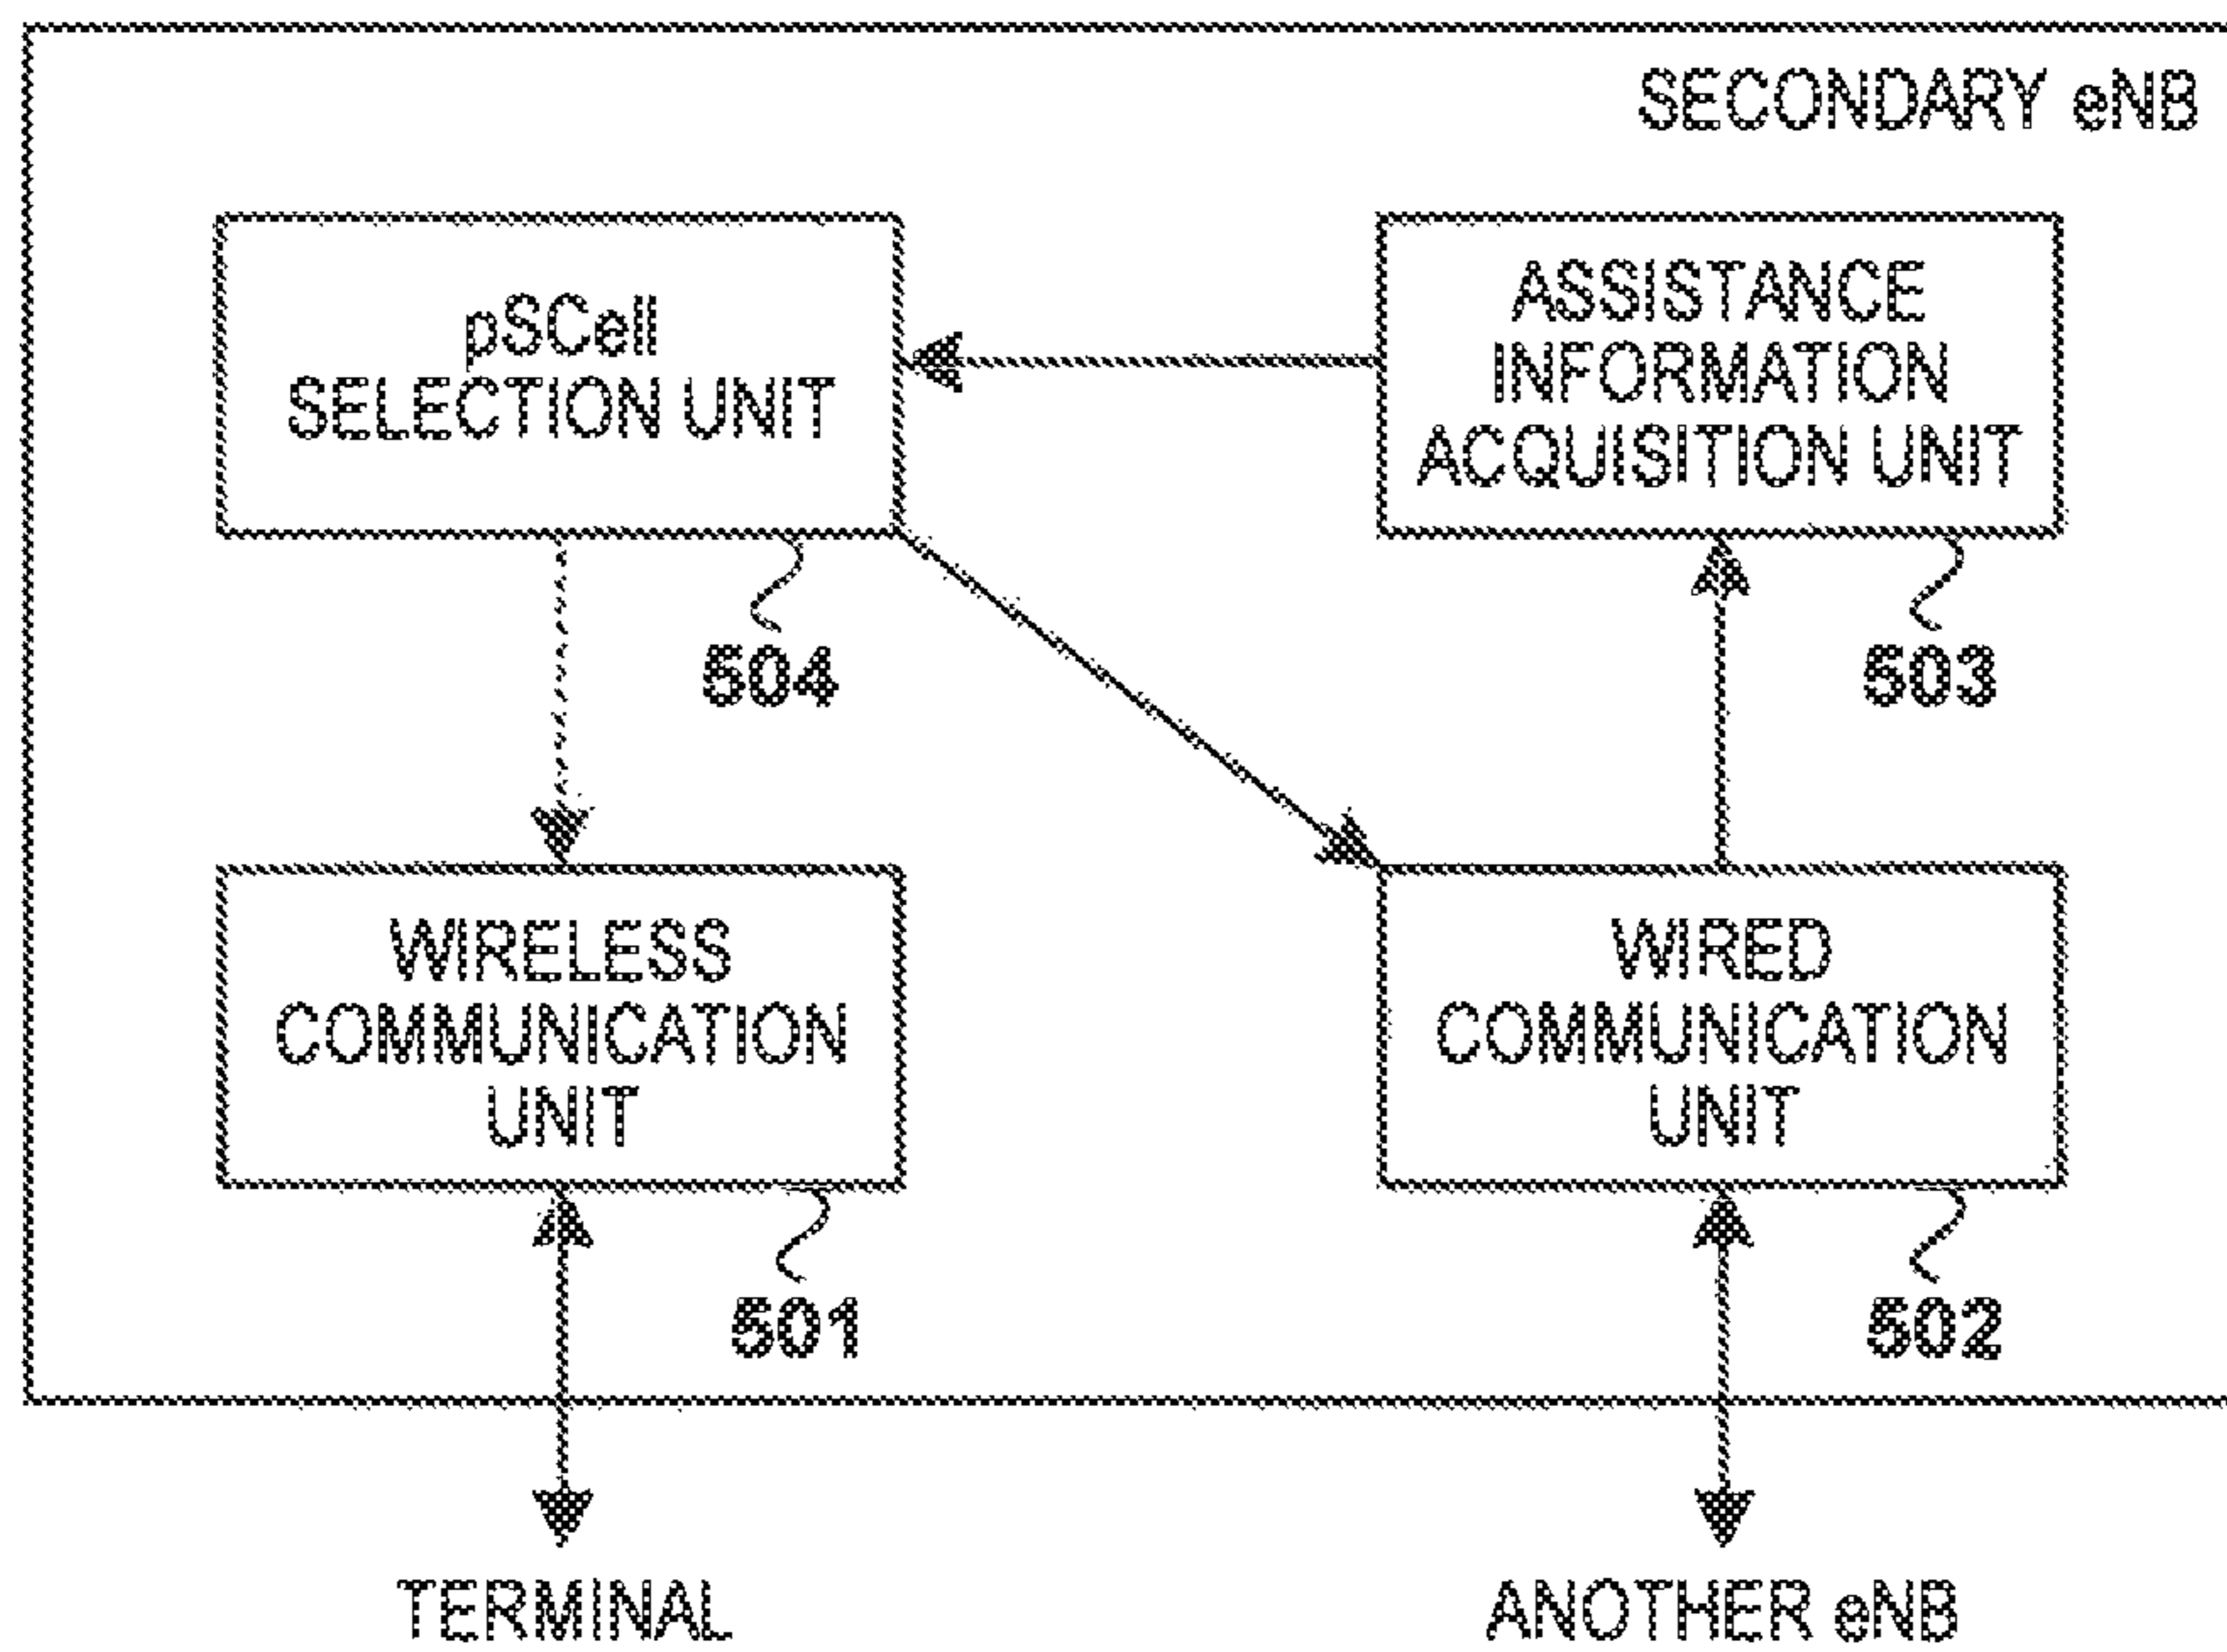 SECONDARY eNB
pSCell
SELECTION UNIT
ASSISTANCE
INFORMATION
ACQUISITION UNIT
504
503
WIRELESS
COMMUNICATION
UNIT
WIRED
COMMUNICATION
UNIT
501
502
TERMINAL
ANOTHER eNB